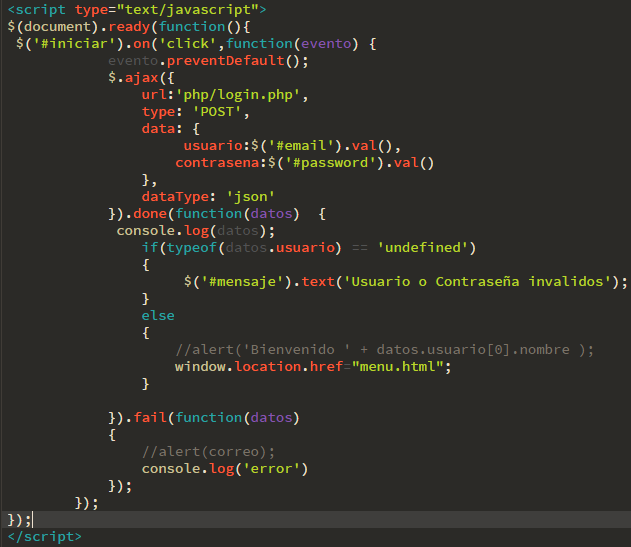 <script type="text/javascript">
$(document).ready(function(){
 $('#iniciar').on('click',function(evento) {
            evento.preventDefault();
            $.ajax({
                url:'php/login.php',
                type: 'POST',
                data: {
                     usuario:$('#email').val(),
                    contrasena:$('#password').val()
                },
                dataType: 'json'
            }).done(function(datos)  {
             console.log(datos);
                if(typeof(datos.usuario) == 'undefined')
                {
                     $('#mensaje').text('Usuario o Contraseña invalidos');
                }
                else
                {
                    //alert('Bienvenido ' + datos.usuario[0].nombre );
                    window.location.href="menu.html";
                }

            }).fail(function(datos)
            {
                //alert(correo);
                console.log('error')
            });
        });
});
</script>